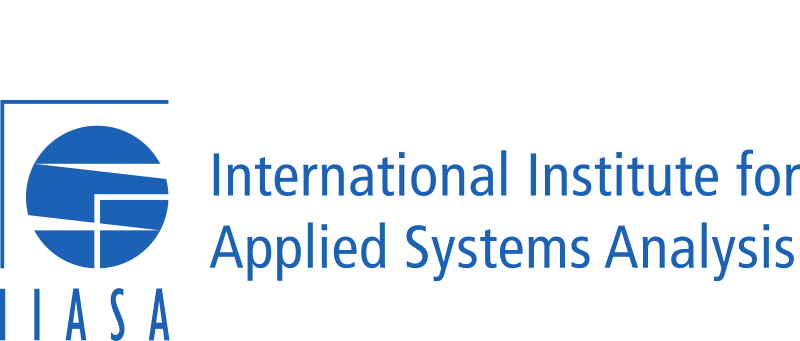 International Institute for
Applied Systems Analysis
IIASA